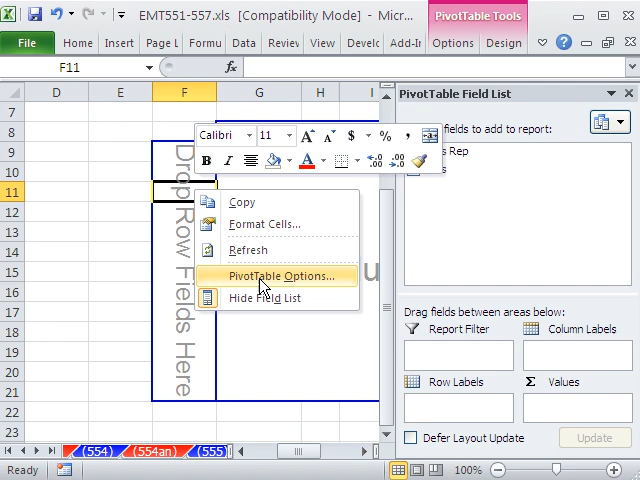 EMT551-557.xls [Compatibility Mode] - Micr...
PivotTable Tools
File Home Insert Page L Formu Data Reviev View Develc Add-Ir Options Design
F11 fx
PivotTable Field List
D E F G H I
7
8
9
10
11
12
13
14
15
16
17
18
19
20
21
22
23
Drop Row Fields Here
Calibri 11 A A $ % ,
B I A
.0 .00
.00 .0
fields to add to report:
s Rep
s
Copy
Format Cells...
Refresh
PivotTable Options...
Hide Field List
Drag fields between areas below:
Report Filter
Column Labels
Row Labels
Σ Values
Defer Layout Update
Update
(554) (554an) (555)
Ready
100%